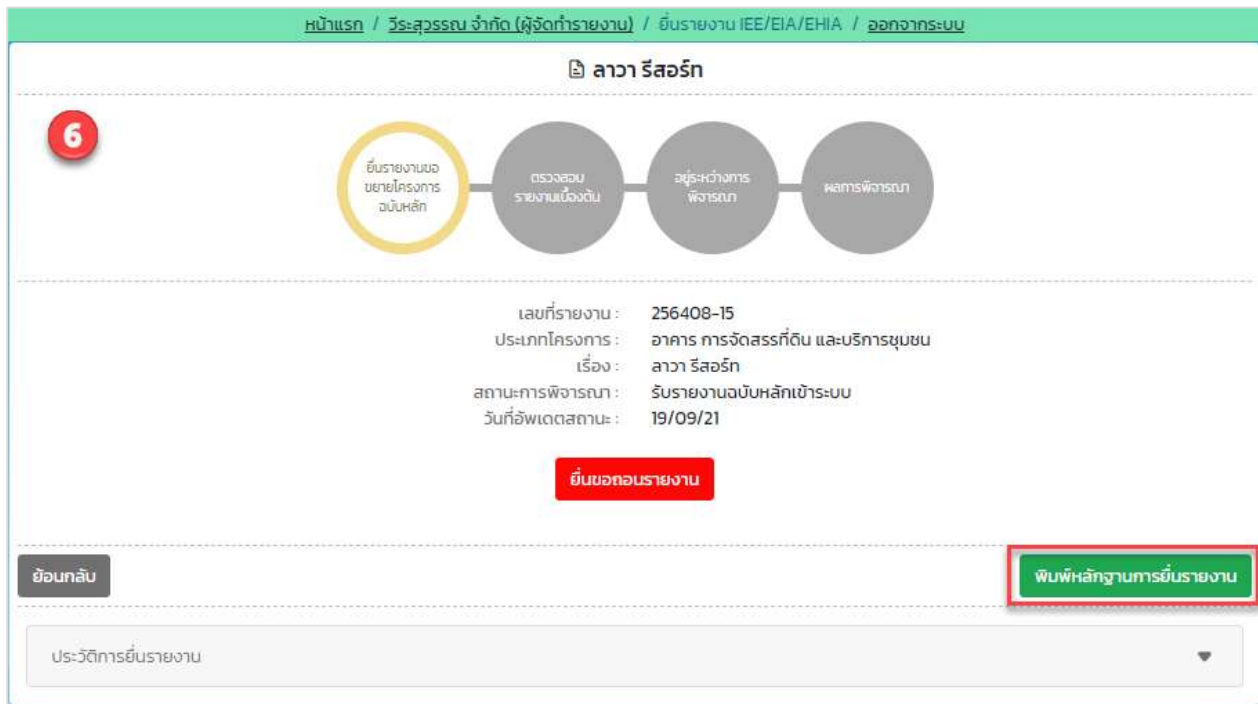 หน้าแรก / วีระสุวรรณ จำกัด (ผู้จัดทำรายงาน) / ยื่นรายงาน IEE/EIA/EHIA / ออกจากระบบ
ลาวา รีสอร์ท
6
ยื่นรายงานขอ
ขยายโครงการ
ฉบับหลัก
ตรวจสอบ
รายงานเบื้องต้น
อยู่ระหว่างการ
พิจารณา
ผลการพิจารณา
เลขที่รายงาน : 256408-15
ประเภทโครงการ : อาคาร การจัดสรรที่ดิน และบริการชุมชน
เรื่อง : ลาวา รีสอร์ท
สถานะการพิจารณา : รับรายงานฉบับหลักเข้าระบบ
วันที่อัพเดตสถานะ : 19/09/21
ยื่นขอถอนรายงาน
ย้อนกลับ
พิมพ์หลักฐานการยื่นรายงาน
ประวัติการยื่นรายงาน